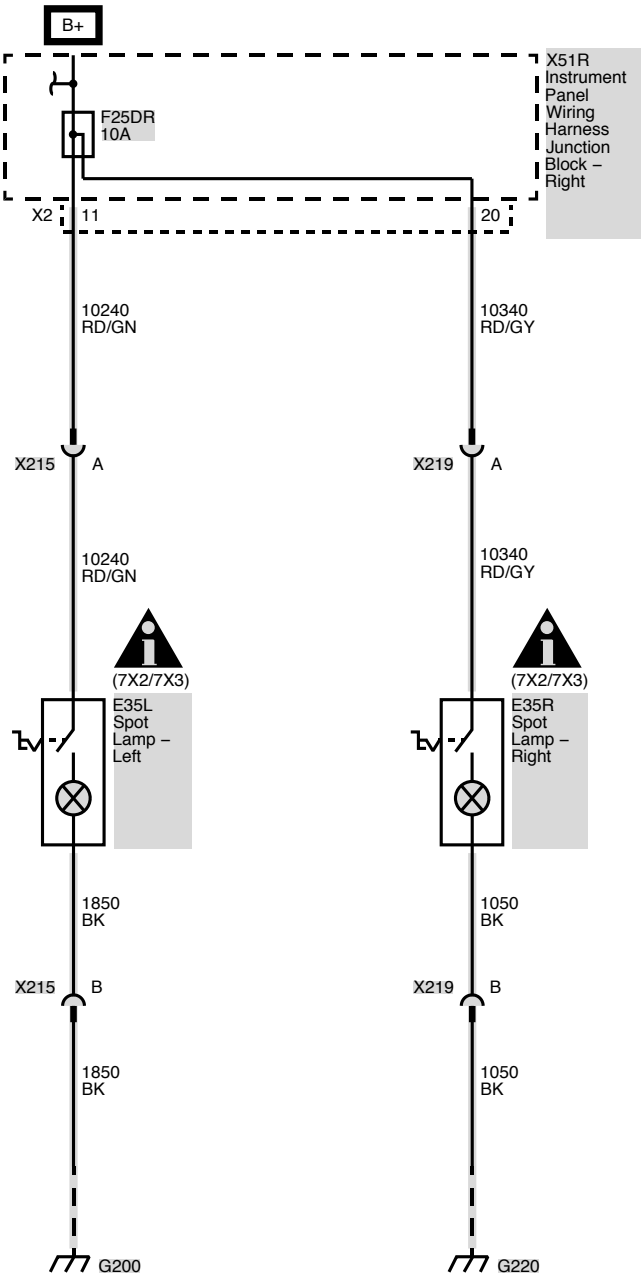 B+
X51R
Instrument
Panel
Wiring
Harness
Junction
Block –
Right
F25DR
10A
X2 11 20
10240
RD/GN
10340
RD/GY
X215 A
X219 A
10240
RD/GN
10340
RD/GY
i
(7X2/7X3)
i
(7X2/7X3)
E35L
Spot
Lamp –
Left
E35R
Spot
Lamp –
Right
1850
BK
1050
BK
X215 B
X219 B
1850
BK
1050
BK
G200
G220